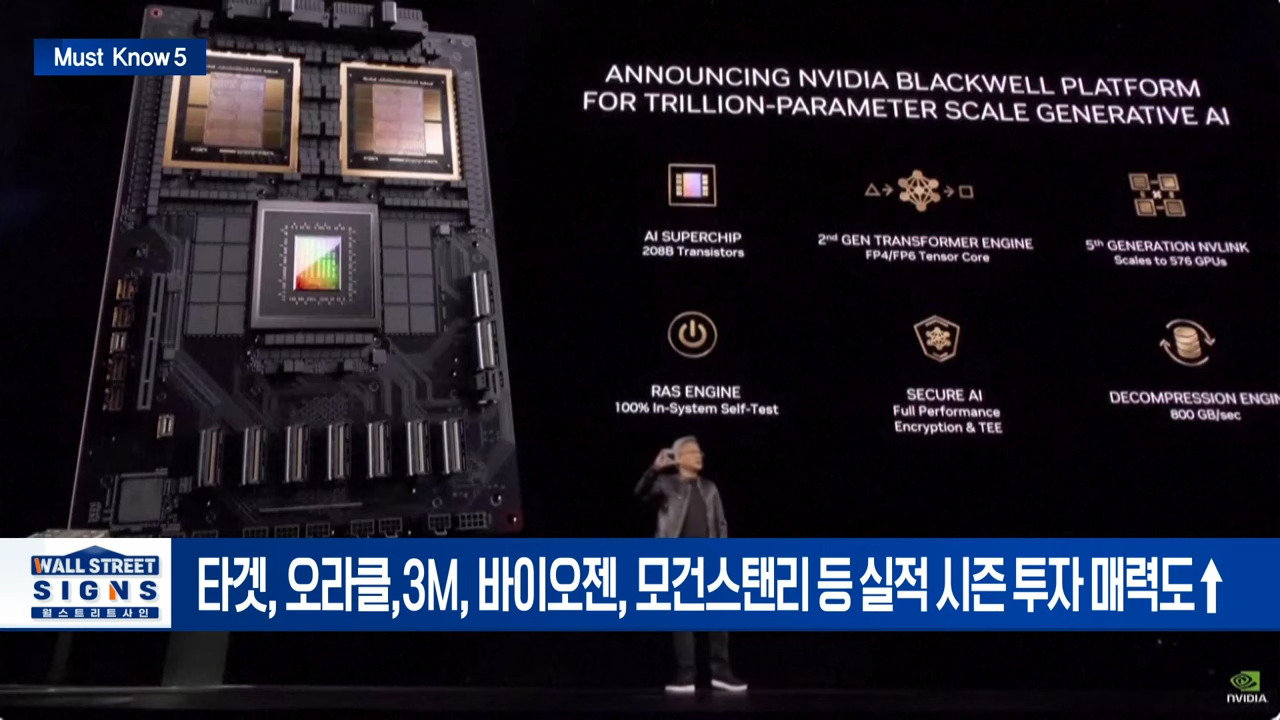 Must Know 5
ANNOUNCING NVIDIA BLACKWELL PLATFORM
FOR TRILLION-PARAMETER SCALE GENERATIVE AI
AI SUPERCHIP
208B Transistors
2nd GEN TRANSFORMER ENGINE
FP4/FP6 Tensor Core
5th GENERATION NVLINK
Scales to 576 GPUs
RAS ENGINE
100% In-System Self-Test
SECURE AI
Full Performance
Encryption & TEE
DECOMPRESSION ENGIN
800 GB/sec
WALL STREET
SIGNS
월스트리트사인
타겟, 오라클,3M, 바이오젠, 모건스탠리 등 실적 시즌 투자 매력도↑
NVIDIA.